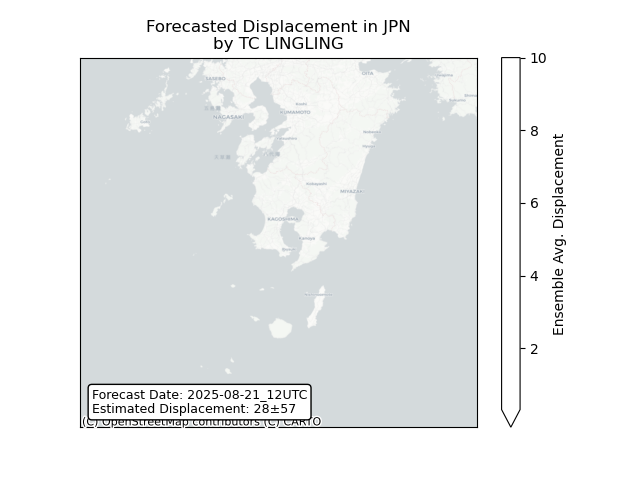 Forecasted Displacement in JPN
by TC LINGLING
10
8
6
4
2
Ensemble Avg. Displacement
SASEBO
OITA
NAGASAKI
KUMAMOTO
MIYAZAKI
KAGOSHIMA
Forecast Date: 2025-08-21_12UTC
Estimated Displacement: 28±57
(C) OpenStreetMap contributors (C) CARTO